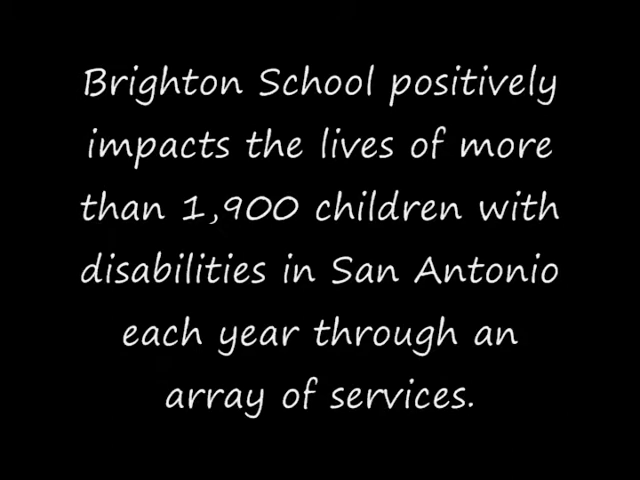 Brighton School positively
impacts the lives of more
than 1,900 children with
disabilities in San Antonio
each year through an
array of services.